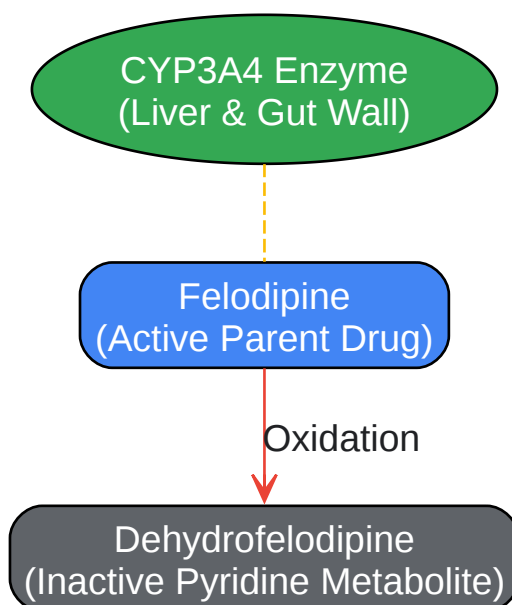 CYP3A4 Enzyme
(Liver & Gut Wall)
Felodipine
(Active Parent Drug)
Oxidation
Dehydrofelodipine
(Inactive Pyridine Metabolite)